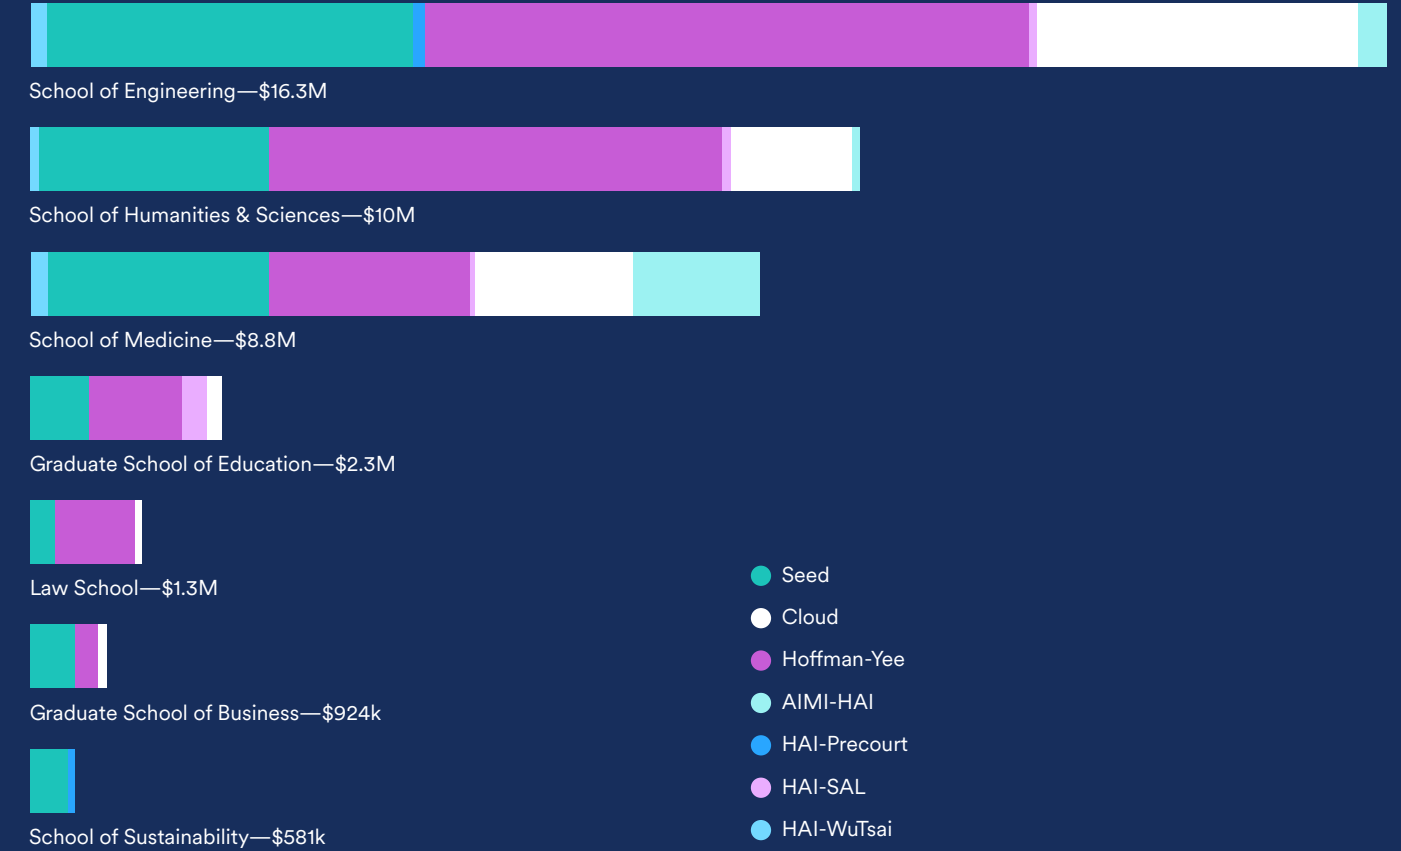 School of Engineering—$16.3M
School of Humanities & Sciences—$10M
School of Medicine—$8.8M
Graduate School of Education—$2.3M
Law School—$1.3M
Graduate School of Business—$924k
School of Sustainability—$581k
Seed
Cloud
Hoffman-Yee
AIMI-HAI
HAI-Precourt
HAI-SAL
HAI-WuTsai